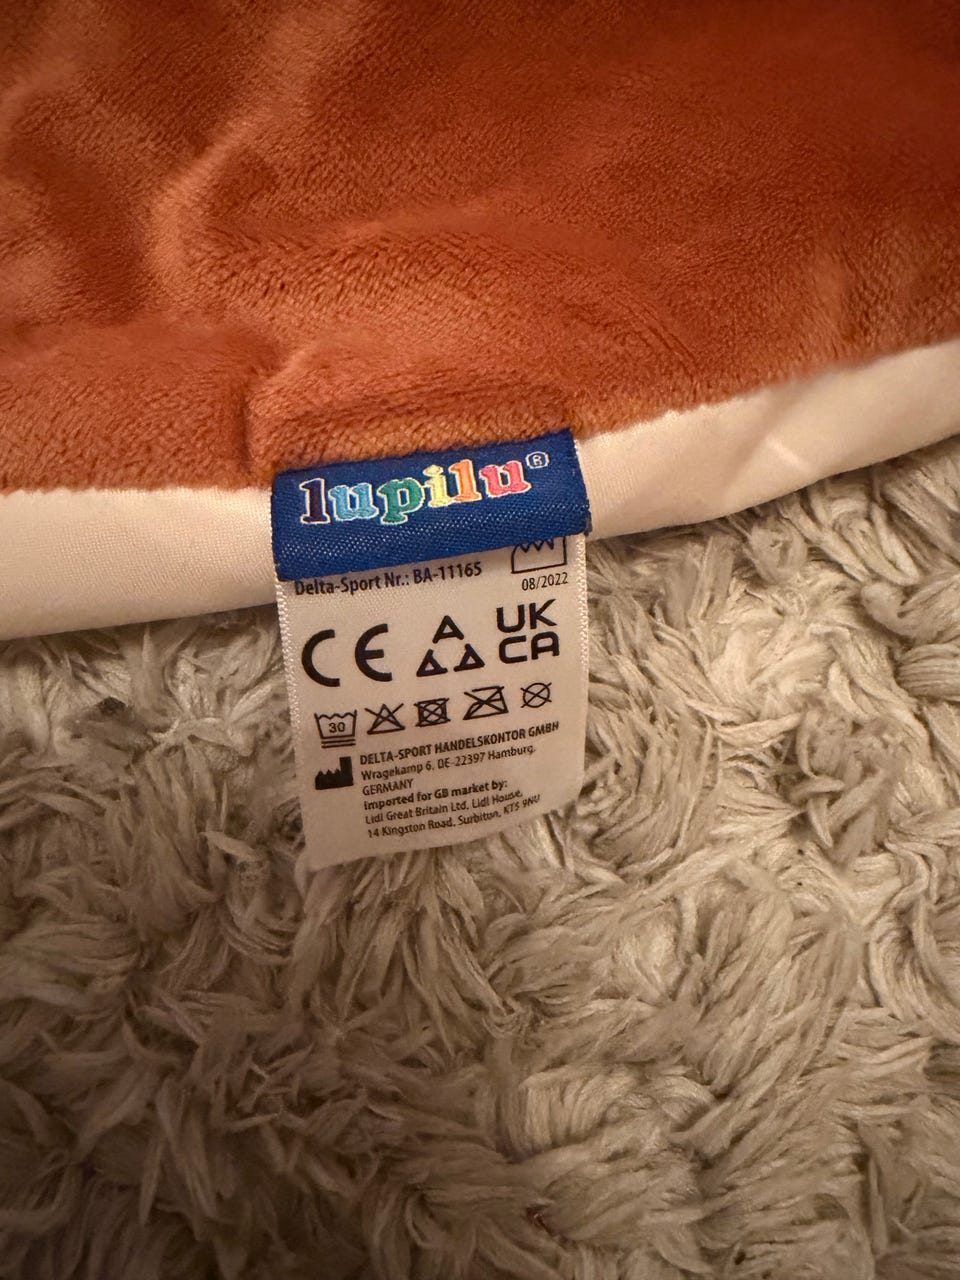 lupilu®
Delta-Sport Nr.: BA-11165
08/2022
CE
UK
CA
30
DELTA-SPORT HANDELSKONTOR GMBH
Wragekamp 6, DE-22397 Hamburg,
GERMANY
Imported for GB market by:
Lidl Great Britain Ltd, Lidl House,
14 Kingston Road, Surbiton, KT5 9NU